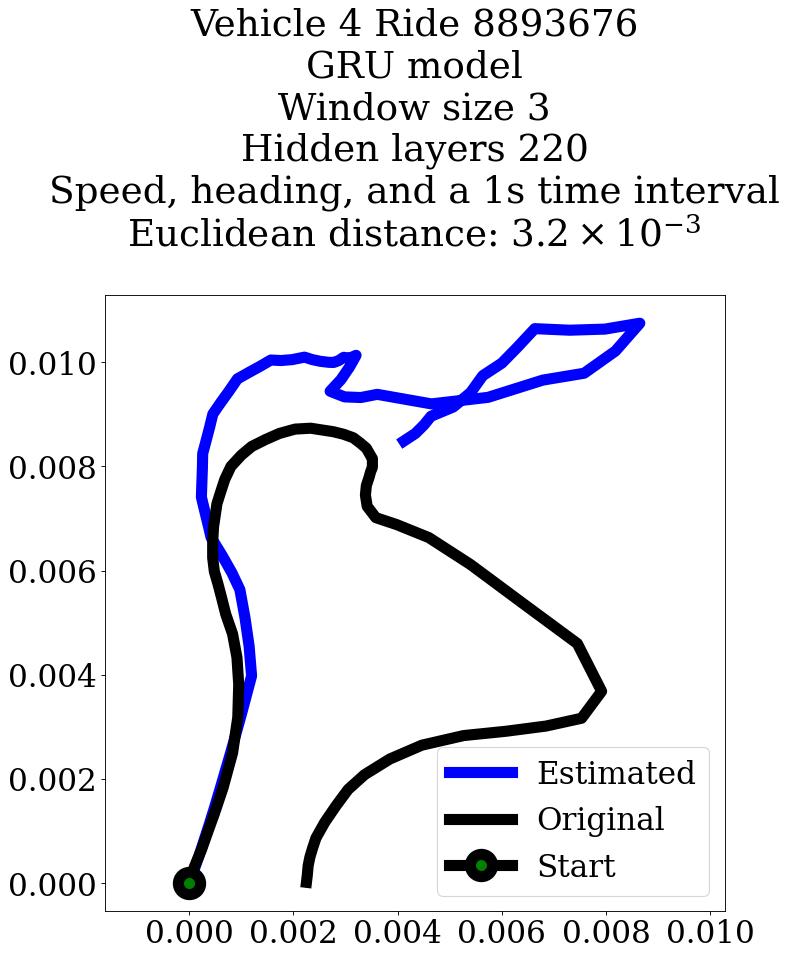 Vehicle 4 Ride 8893676
GRU model
Window size 3
Hidden layers 220
Speed, heading, and a 1s time interval
Euclidean distance: 3.2 × 10⁻³
0.010
0.008
0.006
0.004
0.002
0.000
Estimated
Original
Start
0.000 0.002 0.004 0.006 0.008 0.010